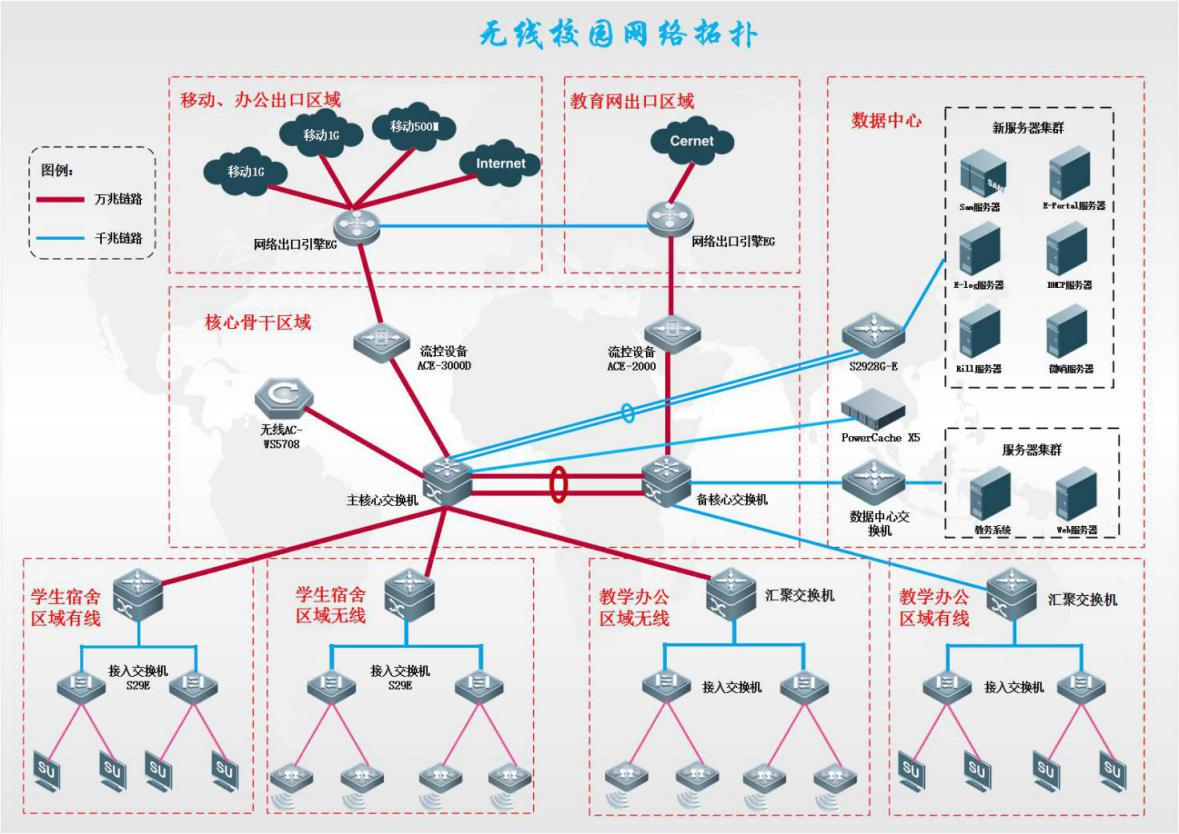 无线校园网络拓扑
移动、办公出口区域
移动1G
移动1G
移动500M
Internet
网络出口引擎EG
教育网出口区域
Cernet
网络出口引擎EG
数据中心
新服务器集群
Sam服务器
E-Portal服务器
E-log服务器
DHCP服务器
Bill服务器
微哨服务器
图例:
万兆链路
千兆链路
核心骨干区域
流控设备
ACE-3000D
流控设备
ACE-2000
无线AC-
WS5708
主核心交换机
备核心交换机
S2928G-E
PowerCache X5
数据中心交
换机
服务器集群
教务系统
Web服务器
学生宿舍
区域有线
接入交换机
S29E
SU
SU
SU
SU
学生宿舍
区域无线
接入交换机
S29E
教学办公
区域无线
汇聚交换机
接入交换机
教学办公
区域有线
汇聚交换机
接入交换机
SU
SU
SU
SU